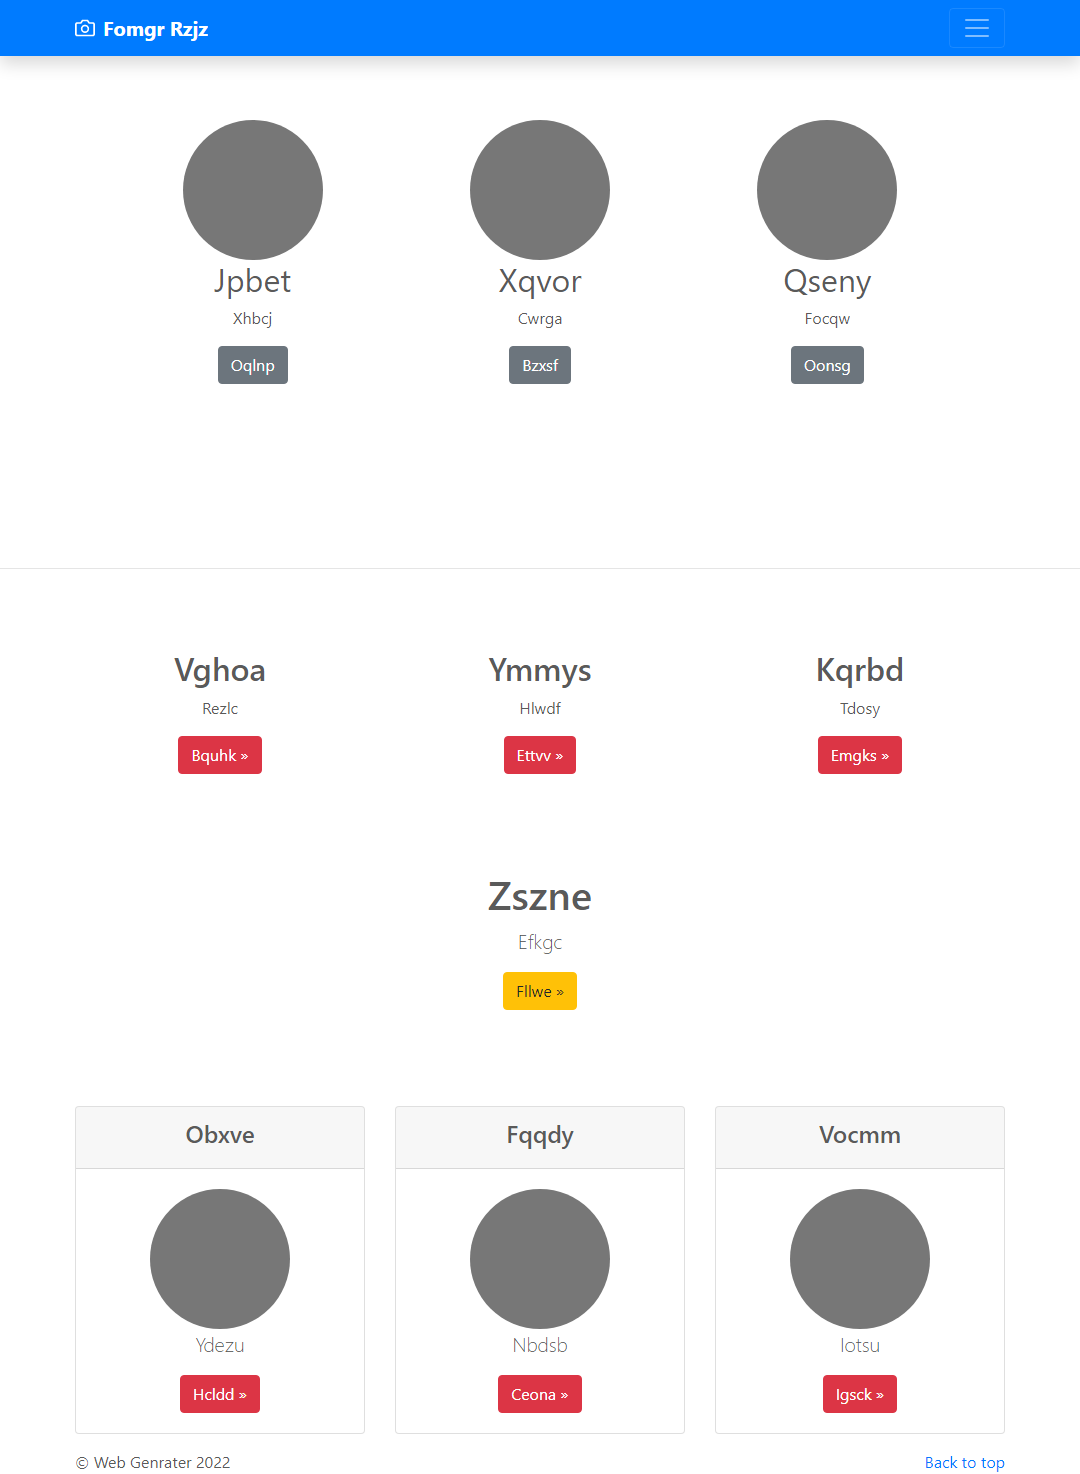 Fomgr Rzjz
Jpbet
Xqvor
Qseny
Xhbcj
Cwrga
Focqw
Oqlnp
Bzxsf
Oonsg
Vghoa
Ymmys
Kqrbd
Rezlc
Hlwdf
Tdosy
Bquhk »
Ettvv »
Emgks »
Zszne
Efkgc
Fllwe »
Obxve
Fqqdy
Vocmm
Ydezu
Nbdsb
Iotsu
Hcldd »
Ceona »
Igsck »
© Web Genrater 2022
Back to top